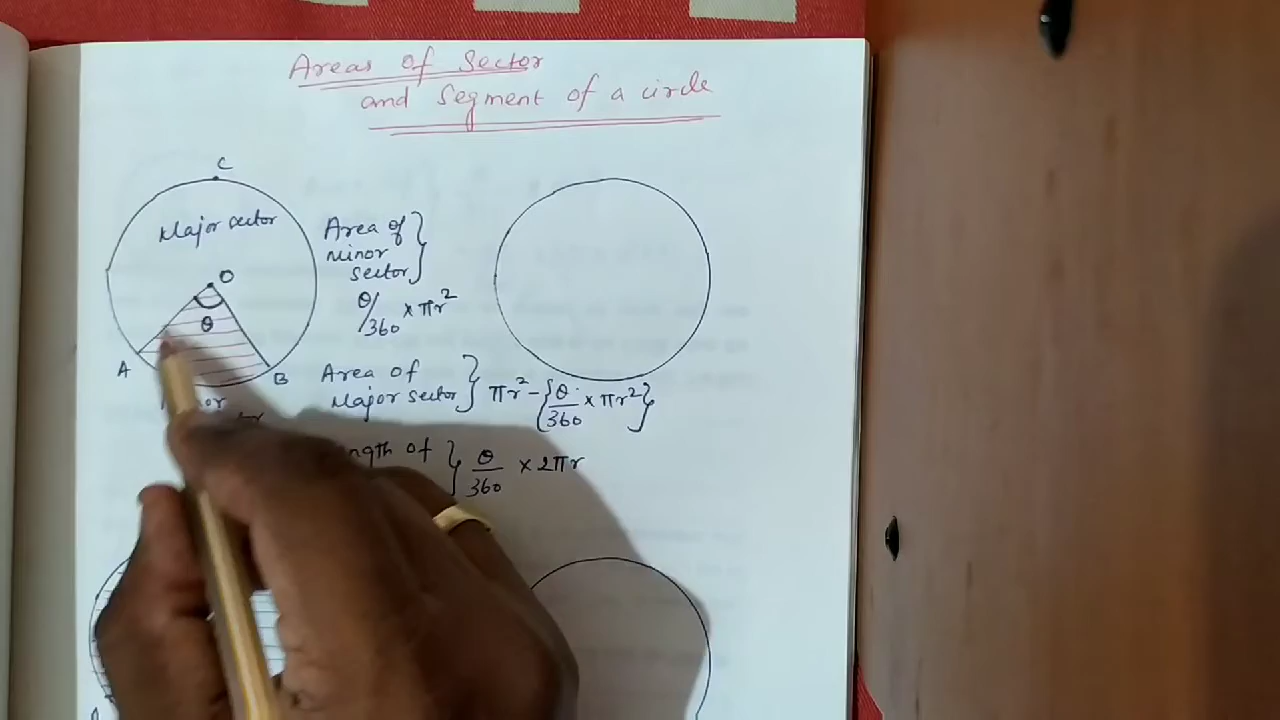 Areas of Sector
and Segment of a circle
C
Major sector
O
θ
A
B
Area of
minor
sector
θ/360 × πr²
Area of
Major sector } πr² - {θ/360 × πr²}
of } θ/360 × 2πr